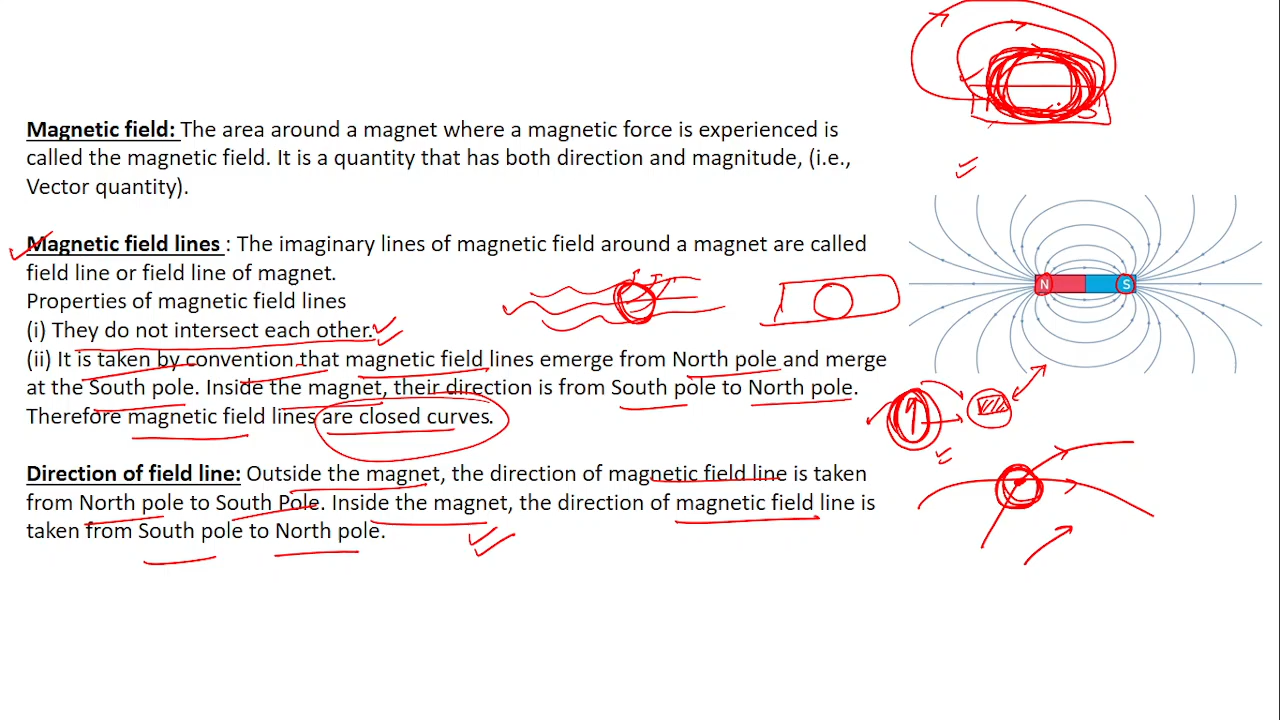 Magnetic field: The area around a magnet where a magnetic force is experienced is
called the magnetic field. It is a quantity that has both direction and magnitude, (i.e.,
Vector quantity).
Magnetic field lines : The imaginary lines of magnetic field around a magnet are called
field line or field line of magnet.
Properties of magnetic field lines
(i) They do not intersect each other.
(ii) It is taken by convention that magnetic field lines emerge from North pole and merge
at the South pole. Inside the magnet, their direction is from South pole to North pole.
Therefore magnetic field lines are closed curves.
Direction of field line: Outside the magnet, the direction of magnetic field line is taken
from North pole to South Pole. Inside the magnet, the direction of magnetic field line is
taken from South pole to North pole.
N S